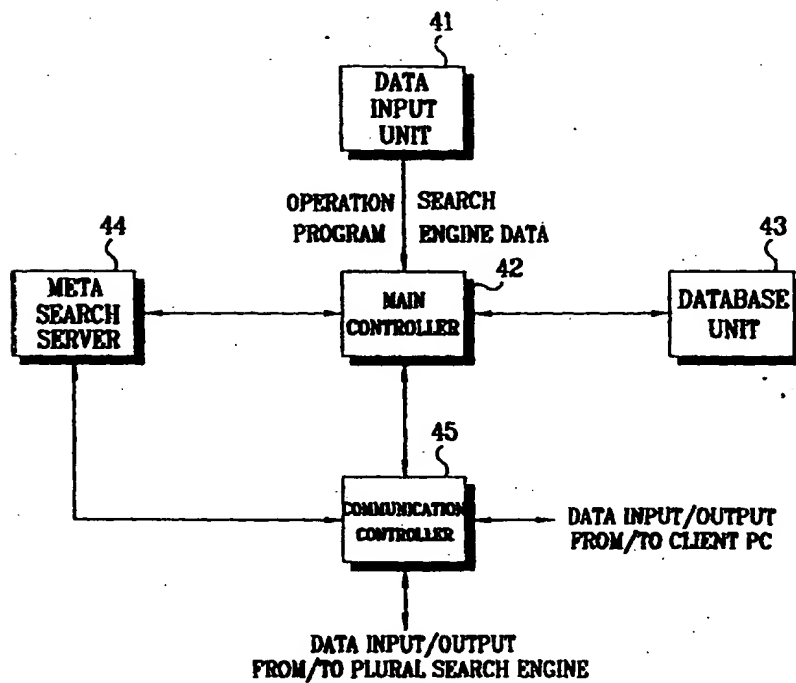 41
DATA
INPUT
UNIT
OPERATION SEARCH
PROGRAM ENGINE DATA
44
META
SEARCH
SERVER
42
MAIN
CONTROLLER
43
DATABASE
UNIT
45
COMMUNICATION
CONTROLLER
DATA INPUT/OUTPUT
FROM/TO CLIENT PC
DATA INPUT/OUTPUT
FROM/TO PLURAL SEARCH ENGINE